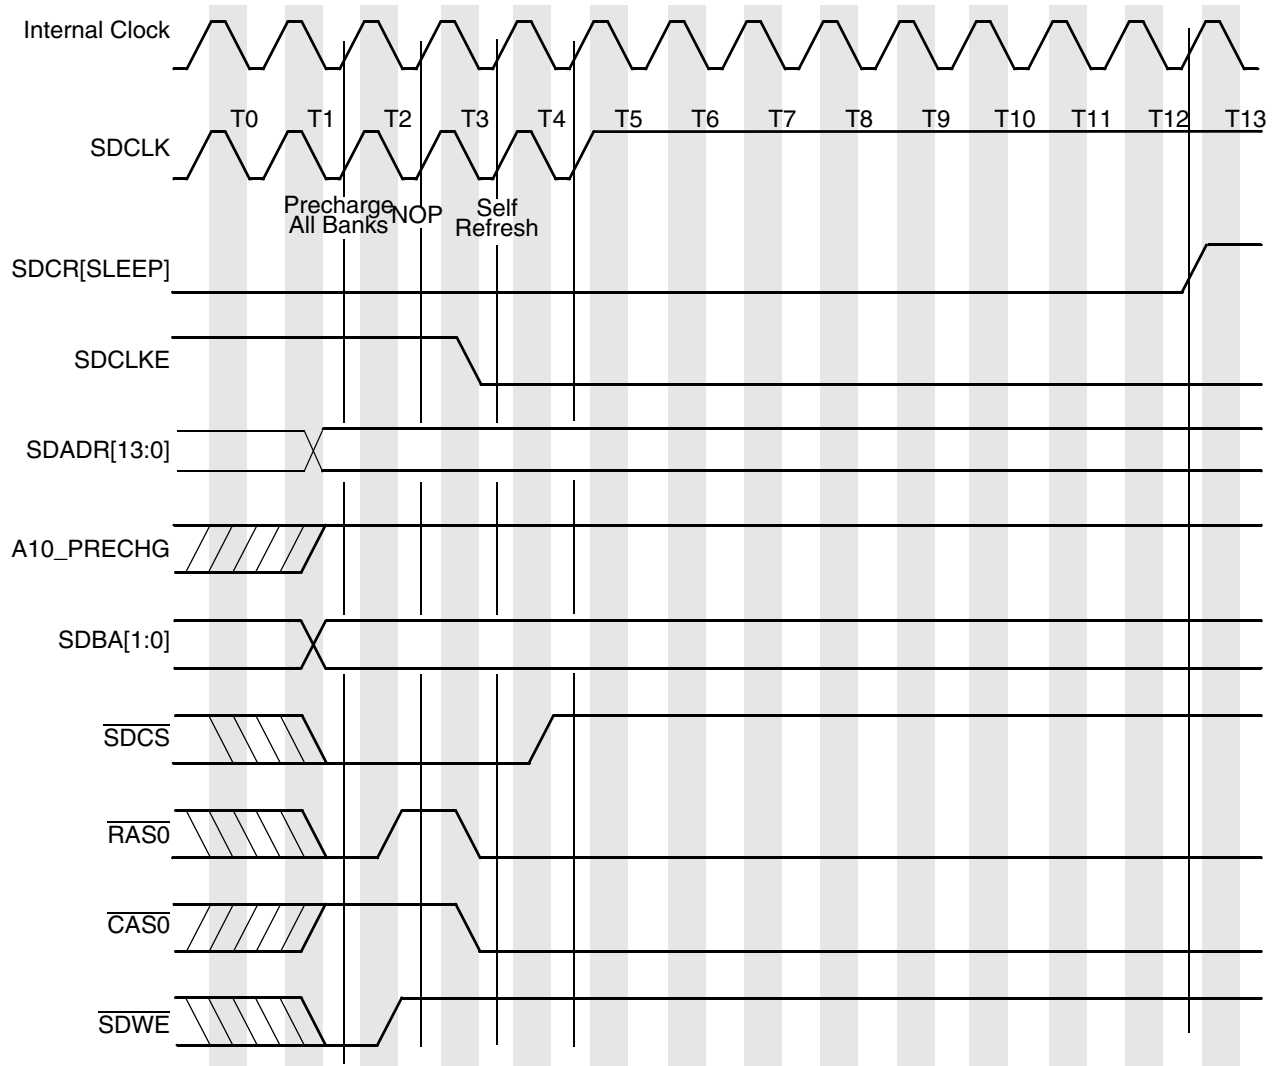 Internal Clock
T0 T1 T2 T3 T4 T5 T6 T7 T8 T9 T10 T11 T12 T13
SDCLK
Precharge
All Banks
NOP
Self
Refresh
SDCR[SLEEP]
SDCLKE
SDADR[13:0]
A10_PRECHG
SDBA[1:0]
SDCS
RAS0
CAS0
SDWE